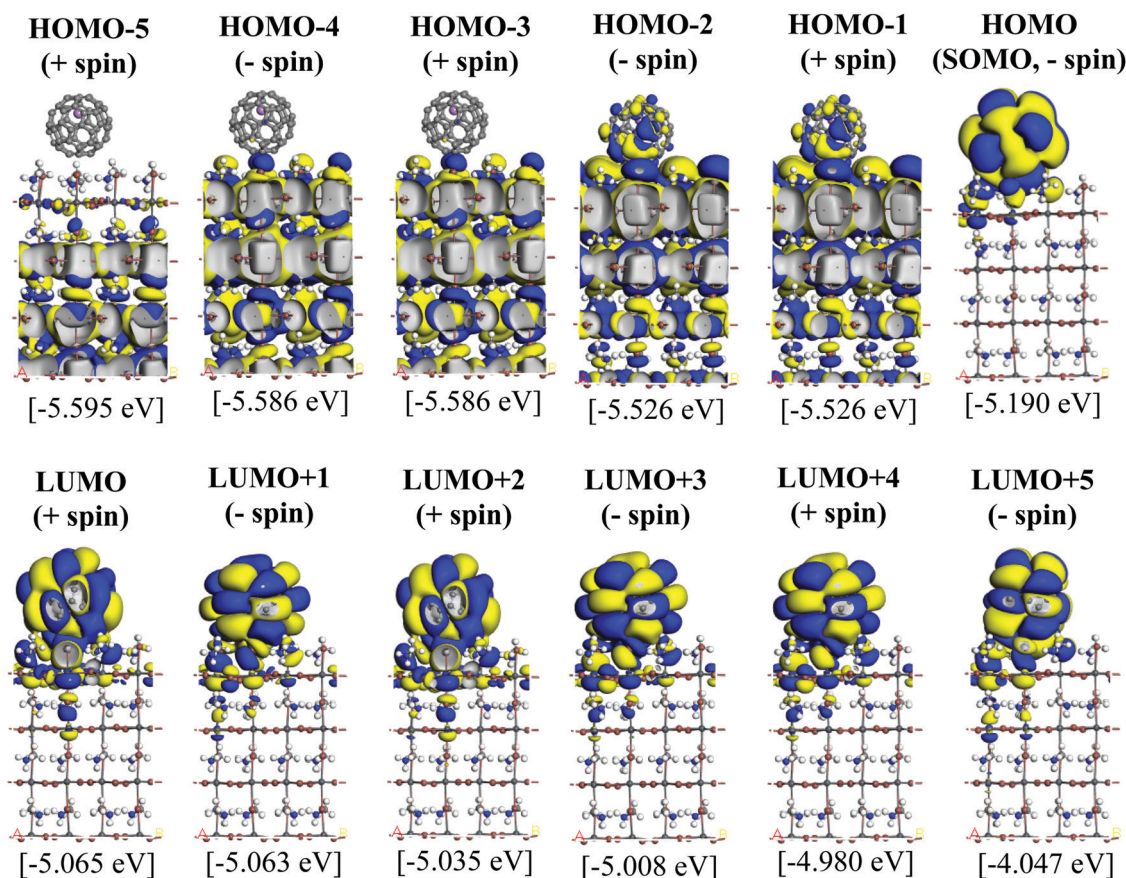 HOMO-5
(+ spin)
HOMO-4
(- spin)
HOMO-3
(+ spin)
HOMO-2
(- spin)
HOMO-1
(+ spin)
HOMO
(SOMO, - spin)
A
B
[-5.595 eV]
[-5.586 eV]
[-5.586 eV]
[-5.526 eV]
[-5.526 eV]
[-5.190 eV]
LUMO
(+ spin)
LUMO+1
(- spin)
LUMO+2
(+ spin)
LUMO+3
(- spin)
LUMO+4
(+ spin)
LUMO+5
(- spin)
A
B
[-5.065 eV]
[-5.063 eV]
[-5.035 eV]
[-5.008 eV]
[-4.980 eV]
[-4.047 eV]